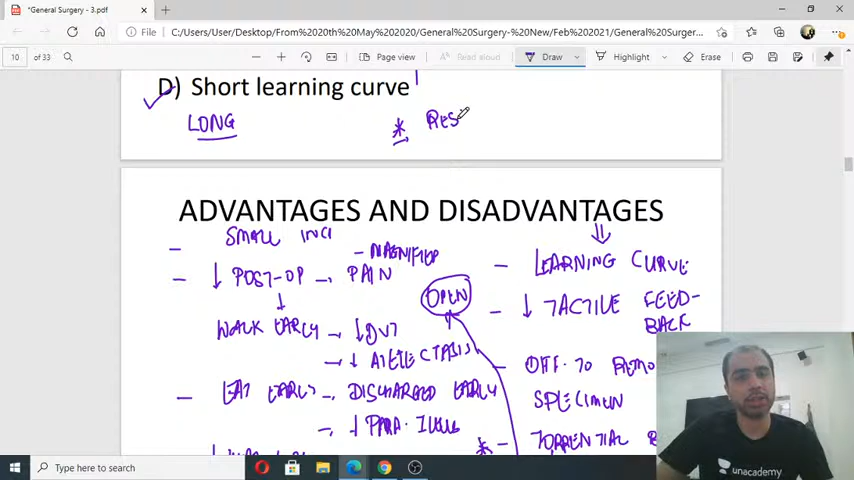 *General Surgery - 3.pdf
File C:/Users/user/Desktop/From%2020th%20May%202020/General%20Surgery-%20New/Feb%202021/General%20Surger...
10 of 33 Page view Read aloud Draw Highlight Erase
D) Short learning curve
LONG * RES
ADVANTAGES AND DISADVANTAGES
- SMALL INCI
- MAGNIFIED
- LEARNING CURVE
- ↓ POST-OP → PAIN
OPEN
- ↓ TACTIVE FEED-
BACK
WALK EARLY → ↓ DVT
→ ↓ ATELECTASIS
- DIFF. TO REMO
SPECIMEN
- EAT EARLY → DISCHARGED EARLY
→ ↓ PARA. ILEUS
* - TORRENTIAL B
unacademy
Type here to search
ENG